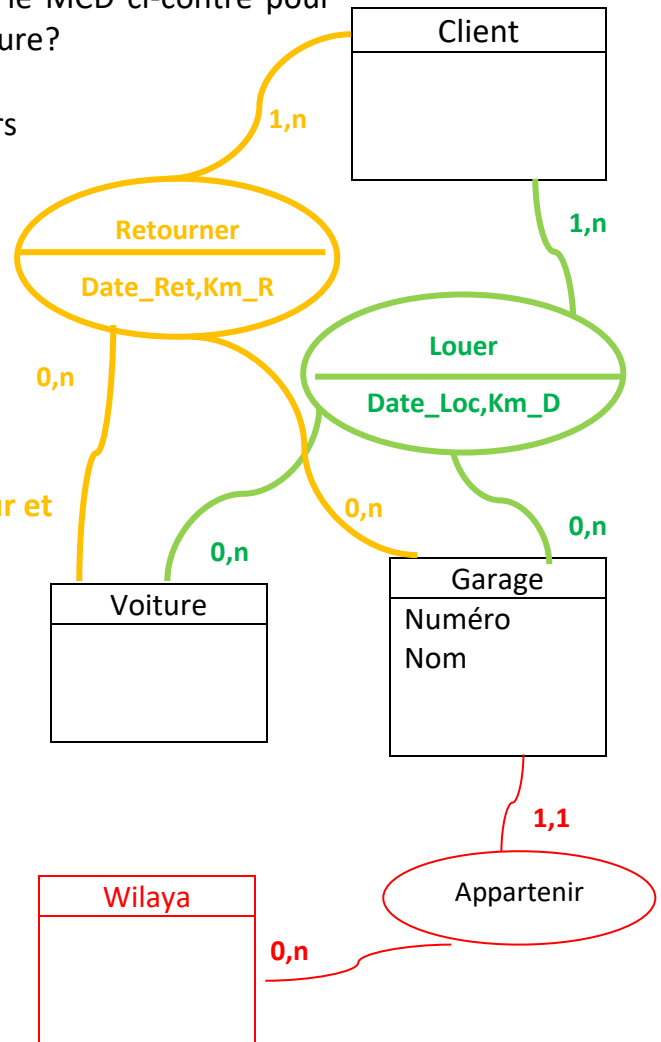 le MCD ci-contre pour
ure?
rs
Client
1,n
1,n
Retourner
Date_Ret,Km_R
Louer
Date_Loc,Km_D
0,n
ur et
0,n
0,n
0,n
Voiture
Garage
Numéro
Nom
1,1
Appartenir
Wilaya
0,n